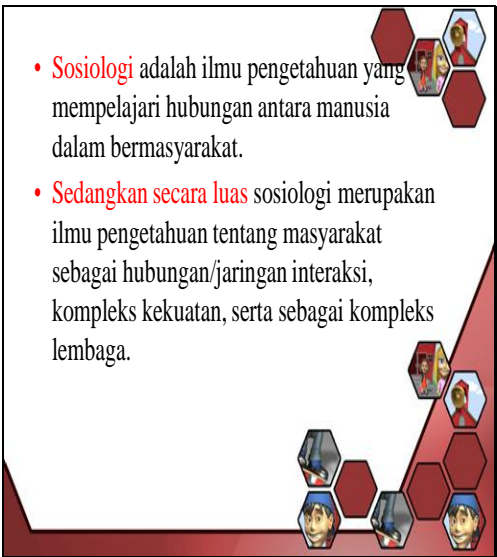 • Sosiologi adalah ilmu pengetahuan yang
mempelajari hubungan antara manusia
dalam bermasyarakat.
• Sedangkan secara luas sosiologi merupakan
ilmu pengetahuan tentang masyarakat
sebagai hubungan/jaringan interaksi,
kompleks kekuatan, serta sebagai kompleks
lembaga.